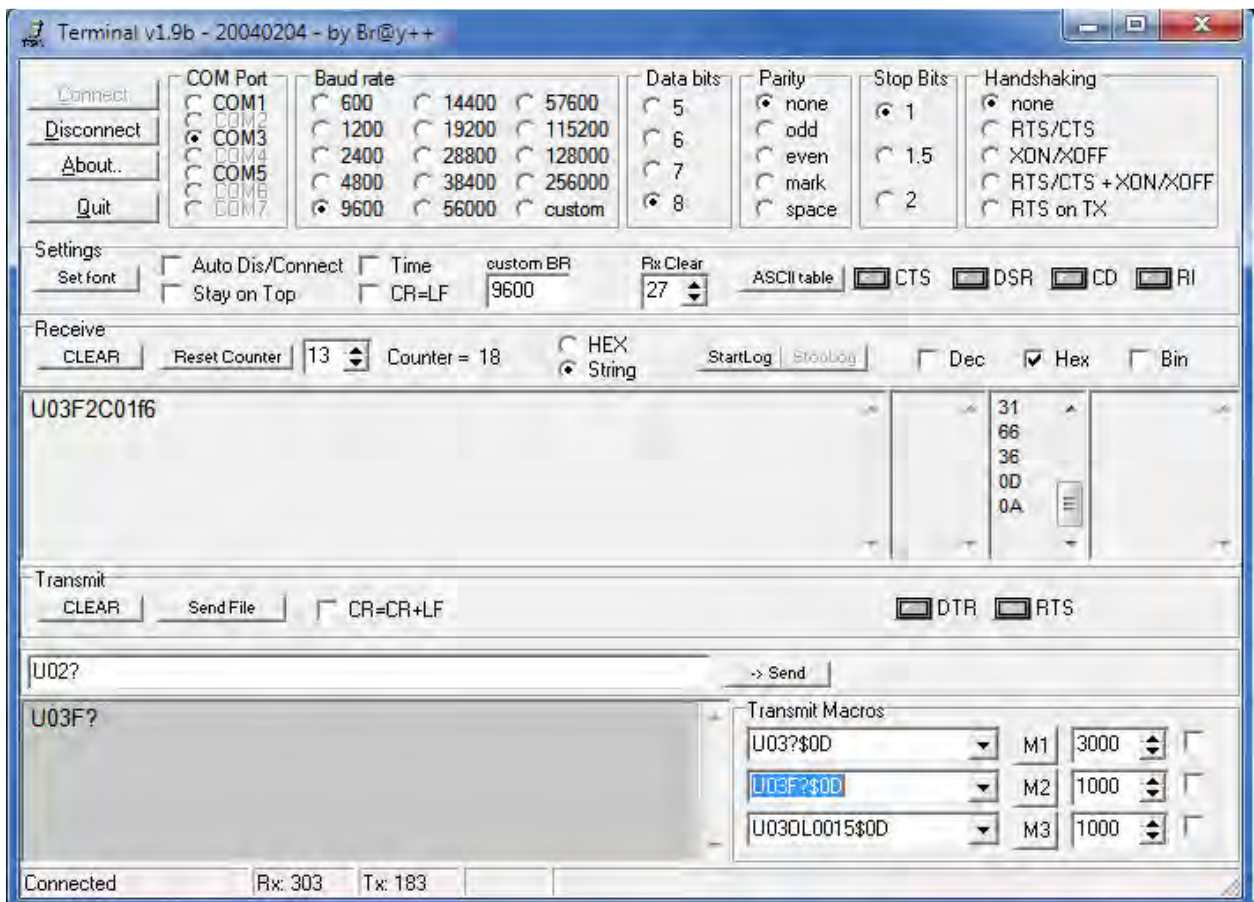 Terminal v1.9b - 20040204 - by Br@y++
Connect
Disconnect
About..
Quit
COM Port
COM1
COM2
COM3
COM4
COM5
COM6
COM7
Baud rate
600 14400 57600
1200 19200 115200
2400 28800 128000
4800 38400 256000
9600 56000 custom
Data bits
5
6
7
8
Parity
none
odd
even
mark
space
Stop Bits
1
1.5
2
Handshaking
none
RTS/CTS
XON/XOFF
RTS/CTS + XON/XOFF
RTS on TX
Settings
Set font
Auto Dis/Connect Time
Stay on Top CR=LF
custom BR
9600
Rx Clear
27
ASCII table CTS DSR CD RI
Receive
CLEAR Reset Counter 13 Counter = 18
HEX
String
StartLog StopLog Dec Hex Bin
U03F2C01f6
31
66
36
0D
0A
Transmit
CLEAR Send File CR=CR+LF DTR RTS
U02? -> Send
U03F?
Transmit Macros
U03?$0D M1 3000
U03F?$0D M2 1000
U03OL0015$0D M3 1000
Connected Rx: 303 Tx: 183